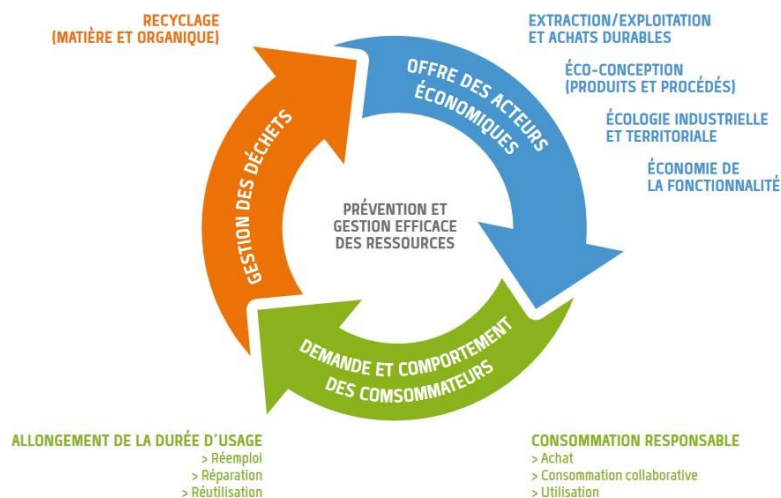 RECYCLAGE
(MATIÈRE ET ORGANIQUE)
EXTRACTION/EXPLOITATION
ET ACHATS DURABLES
ÉCO-CONCEPTION
(PRODUITS ET PROCÉDÉS)
ÉCOLOGIE INDUSTRIELLE
ET TERRITORIALE
ÉCONOMIE DE
LA FONCTIONNALITÉ
OFFRE DES ACTEURS
ÉCONOMIQUES
GESTION DES DÉCHETS
PRÉVENTION ET
GESTION EFFICACE
DES RESSOURCES
DEMANDE ET COMPORTEMENT
DES COMSOMMATEURS
ALLONGEMENT DE LA DURÉE D'USAGE
> Réemploi
> Réparation
> Réutilisation
CONSOMMATION RESPONSABLE
> Achat
> Consommation collaborative
> Utilisation